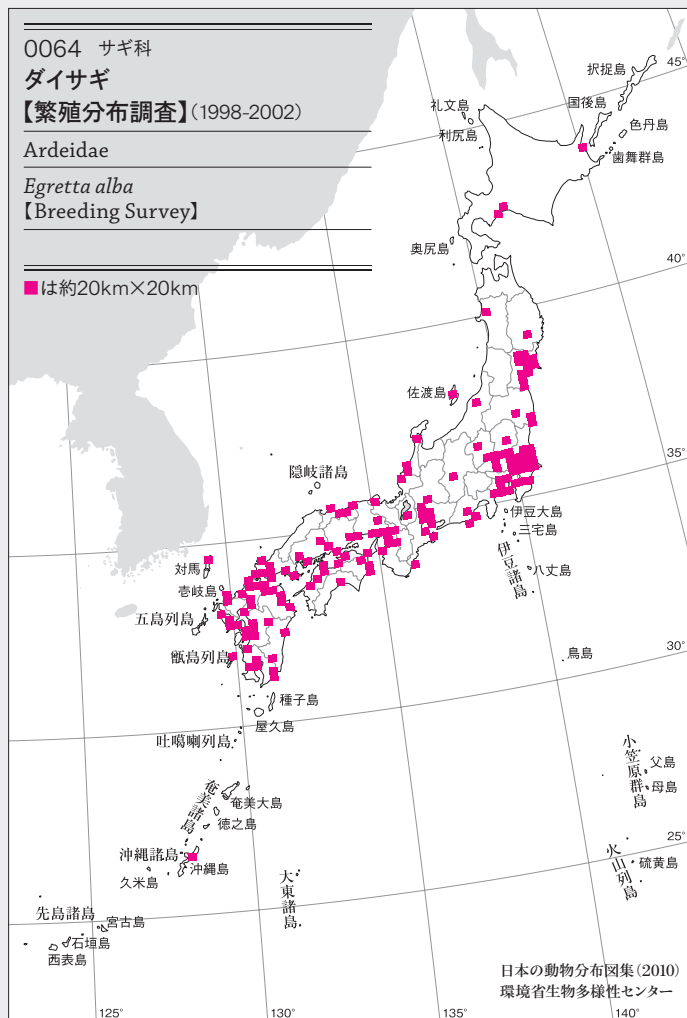 0064 サギ科
ダイサギ
【繁殖分布調査】(1998-2002)
Ardeidae
Egretta alba
【Breeding Survey】
■は約20km×20km
択捉島
45°
礼文島
国後島
利尻島
色丹島
歯舞群島
奥尻島
40°
佐渡島
35°
隠岐諸島
伊豆大島
三宅島
伊豆諸島
八丈島
対馬
壱岐島
五島列島
甑島列島
鳥島
30°
種子島
屋久島
吐噶喇列島
小笠原群島
父島
母島
奄美諸島
奄美大島
徳之島
25°
沖縄諸島
沖縄島
久米島
火山列島
硫黄島
大東諸島
先島諸島
宮古島
石垣島
西表島
日本の動物分布図集(2010)
環境省生物多様性センター
125°
130°
135°
140°